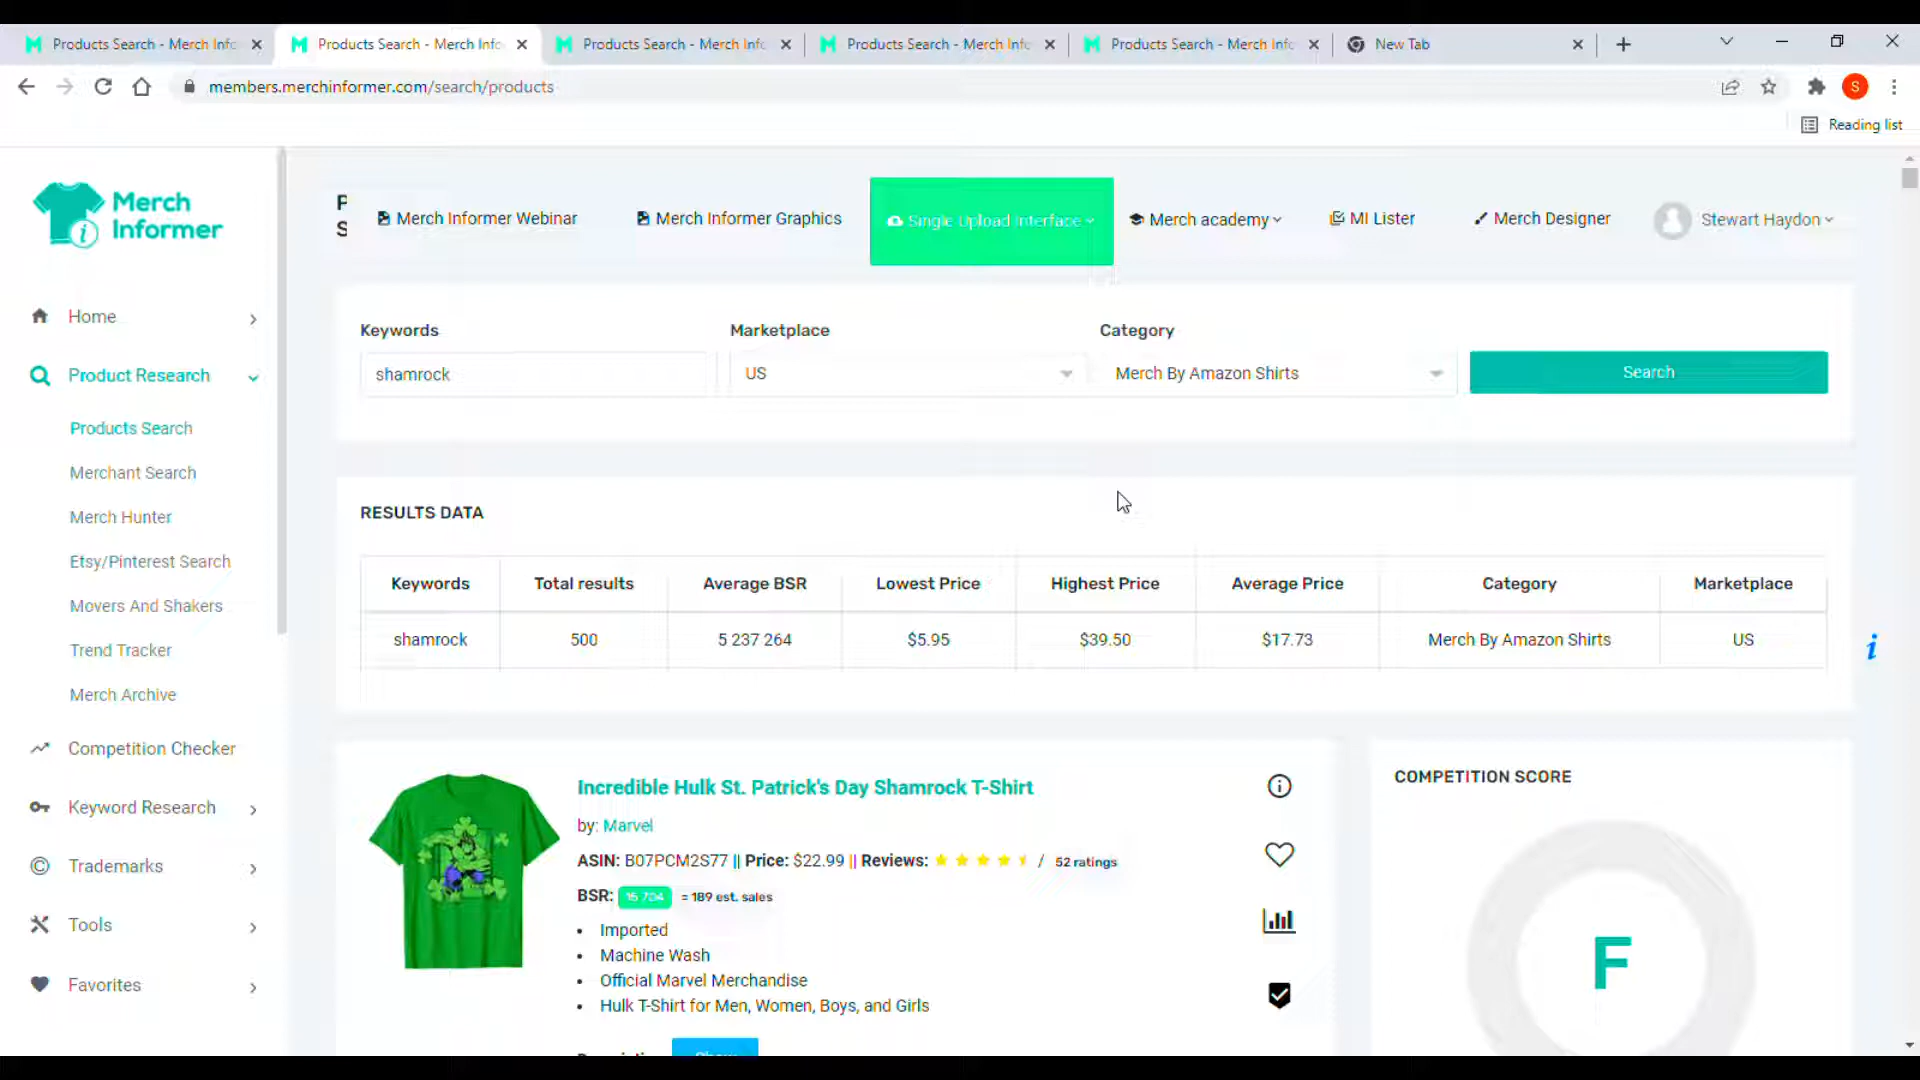 Products Search - Merch Info
Products Search - Merch Info
Products Search - Merch Info
Products Search - Merch Info
Products Search - Merch Info
New Tab
members.merchinformer.com/search/products
S
Reading list
Merch
Informer
P
S
Merch Informer Webinar
Merch Informer Graphics
Single Upload Interface
Merch academy
MI Lister
Merch Designer
Stewart Haydon
Home
Product Research
Products Search
Merchant Search
Merch Hunter
Etsy/Pinterest Search
Movers And Shakers
Trend Tracker
Merch Archive
Competition Checker
Keyword Research
Trademarks
Tools
Favorites
Keywords
Marketplace
Category
shamrock
US
Merch By Amazon Shirts
Search
RESULTS DATA
Keywords Total results Average BSR Lowest Price Highest Price Average Price Category Marketplace
shamrock 500 5 237 264 $5.95 $39.50 $17.73 Merch By Amazon Shirts US
i
Incredible Hulk St. Patrick's Day Shamrock T-Shirt
by: Marvel
ASIN: B07PCM2S77 || Price: $22.99 || Reviews: / 52 ratings
BSR: 15 704 = 189 est. sales
• Imported
• Machine Wash
• Official Marvel Merchandise
• Hulk T-Shirt for Men, Women, Boys, and Girls
COMPETITION SCORE
F